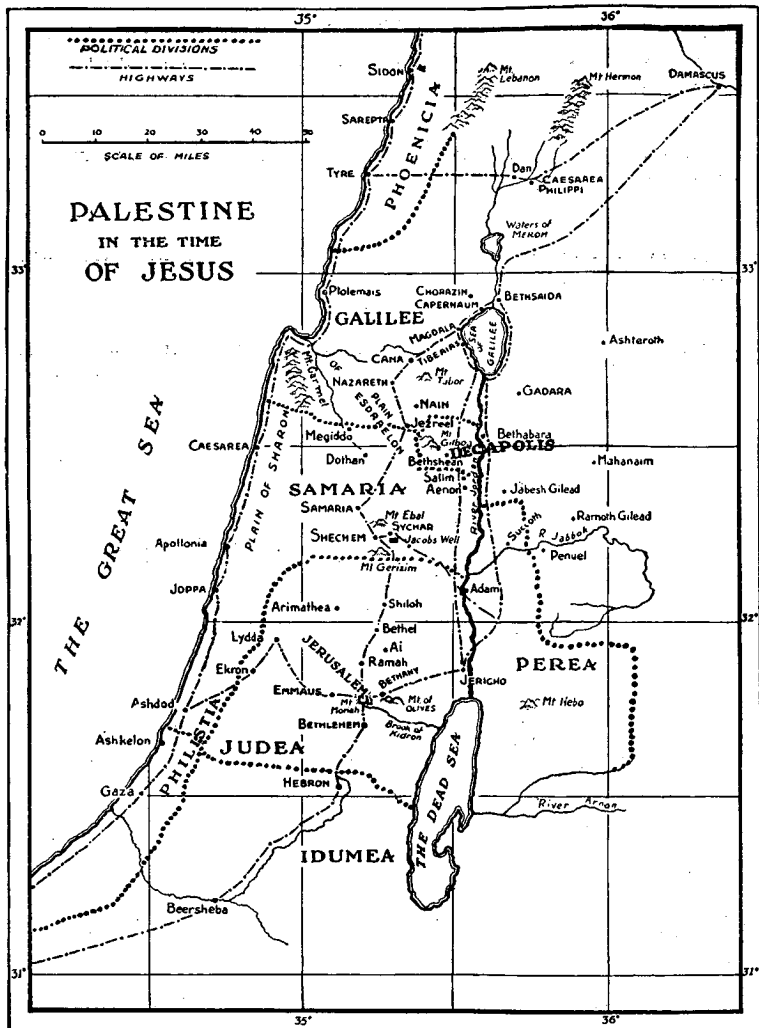 35°
36°
POLITICAL DIVISIONS
HIGHWAYS
0 10 20 30 40 50
SCALE OF MILES
PALESTINE
IN THE TIME
OF JESUS
SIDON
Mt. Lebanon
Mt Hermon
DAMASCUS
SAREPTA
PHOENICIA
TYRE
Dan
CAESAREA
PHILIPPI
Waters of
MEROM
33°
33°
Ptolemais
CHORAZIN
CAPERNAUM
BETHSAIDA
GALILEE
MAGDALA
TIBERIAS
SEA OF GALILEE
Ashteroth
CANA
Mt Carmel
NAZARETH
Mt Tabor
PLAIN OF ESDRAELON
GADARA
NAIN
Jezreel
Megiddo
Mt Gilboa
Bethabara
DECAPOLIS
CAESAREA
Dothan
Bethshean
Mahanaim
PLAIN OF SHARON
Salim
Aenon
River Jordan
Jabesh Gilead
SAMARIA
SAMARIA
Mt Ebal
SYCHAR
Jacobs Well
SHECHEM
Mt Gerisim
Succoth
Ramoth Gilead
R Jabbok
Penuel
THE GREAT SEA
Apollonia
JOPPA
Adam
Arimathea
Shiloh
32°
32°
Lydda
Bethel
Ai
Ramah
PEREA
JERUSALEM
BETHANY
JERICHO
Ekron
EMMAUS
Mt Moriah
Mt. of OLIVES
Mt Nebo
Ashdod
BETHLEHEM
Brook of Kidron
Ashkelon
PHILISTIA
JUDEA
Gaza
HEBRON
THE DEAD SEA
River Arnon
IDUMEA
Beersheba
31°
31°
35°
36°